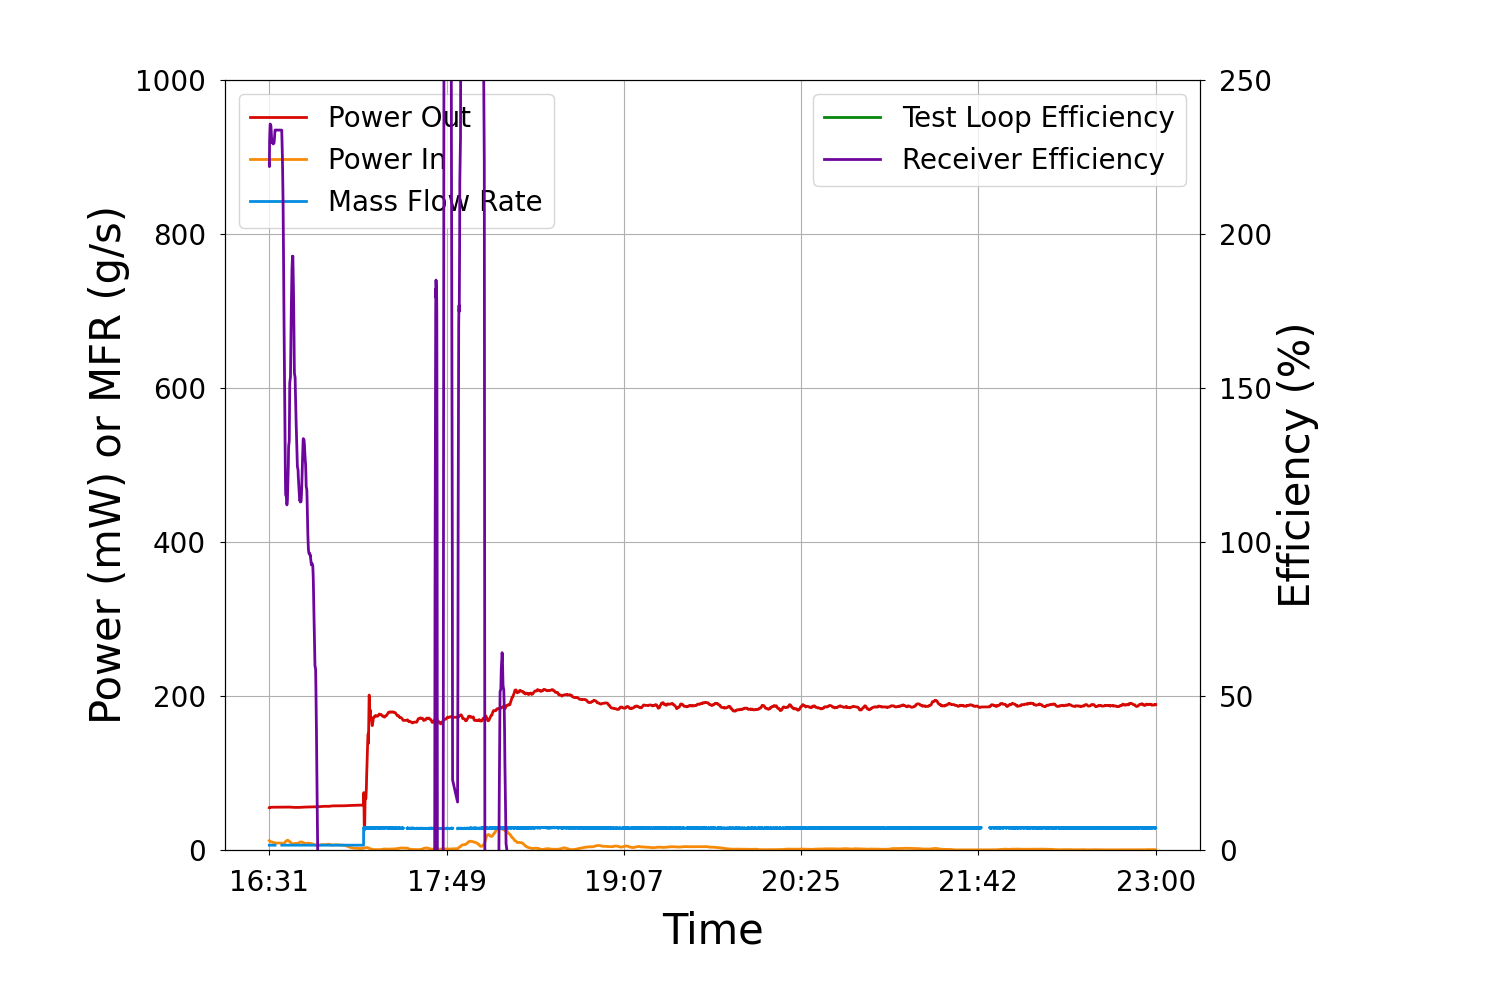 Power Out
Power In
Mass Flow Rate
Test Loop Efficiency
Receiver Efficiency
Power (mW) or MFR (g/s)
1000
800
600
400
200
0
250
200
150
100
50
0
Efficiency (%)
16:31
17:49
19:07
20:25
21:42
23:00
Time